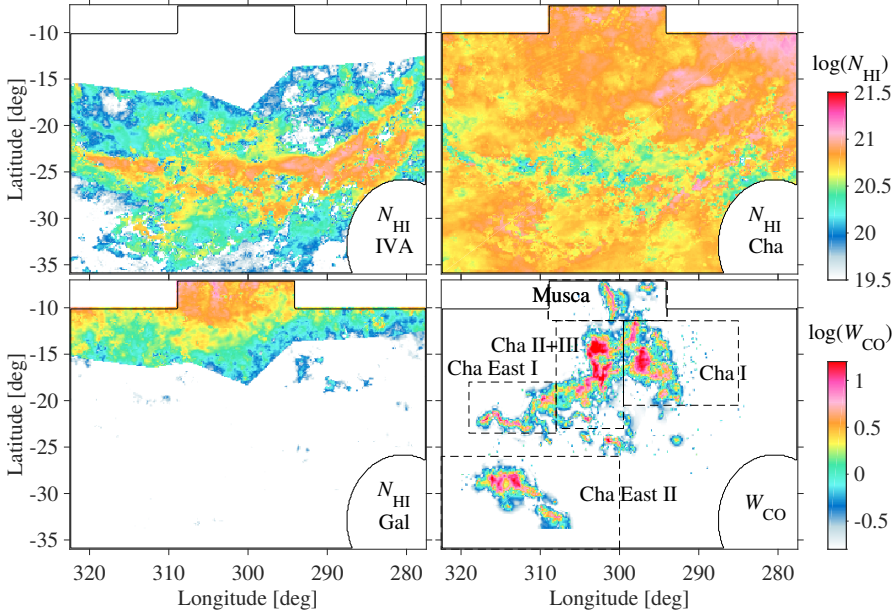 -10
-15
-20
-25
-30
-35
Latitude [deg]
N_HI
IVA
N_HI
Cha
log(N_HI)
21.5
21
20.5
20
19.5
-10
-15
-20
-25
-30
-35
Latitude [deg]
N_HI
Gal
320
310
300
290
280
Longitude [deg]
Musca
Cha II+III
Cha East I
Cha I
Cha East II
W_CO
320
310
300
290
280
Longitude [deg]
log(W_CO)
1
0.5
0
-0.5